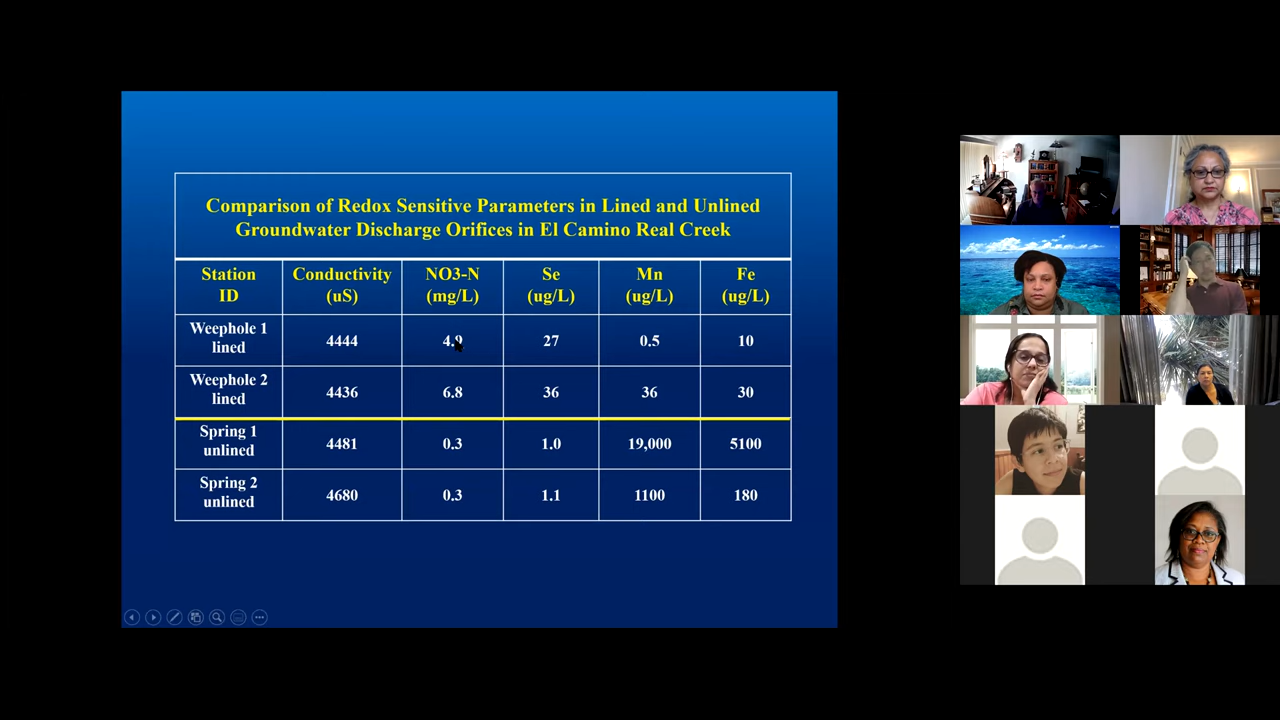 Comparison of Redox Sensitive Parameters in Lined and Unlined
Groundwater Discharge Orifices in El Camino Real Creek
Station ID Conductivity (uS) NO3-N (mg/L) Se (ug/L) Mn (ug/L) Fe (ug/L)
Weephole 1 lined 4444 4.9 27 0.5 10
Weephole 2 lined 4436 6.8 36 36 30
Spring 1 unlined 4481 0.3 1.0 19,000 5100
Spring 2 unlined 4680 0.3 1.1 1100 180